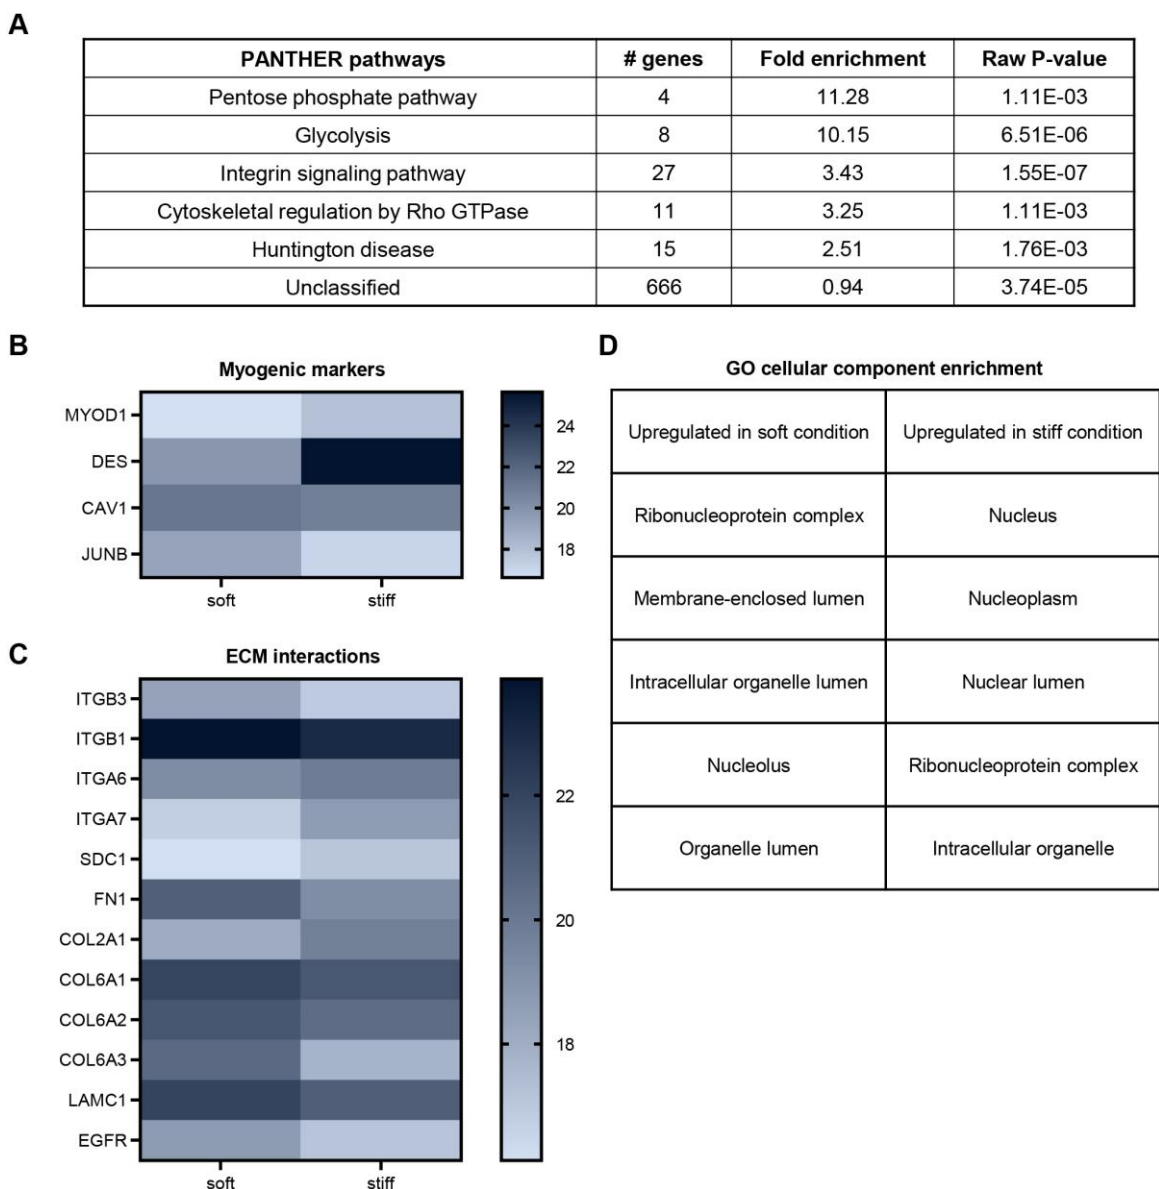 A
PANTHER pathways # genes Fold enrichment Raw P-value
Pentose phosphate pathway 4 11.28 1.11E-03
Glycolysis 8 10.15 6.51E-06
Integrin signaling pathway 27 3.43 1.55E-07
Cytoskeletal regulation by Rho GTPase 11 3.25 1.11E-03
Huntington disease 15 2.51 1.76E-03
Unclassified 666 0.94 3.74E-05
B
Myogenic markers
MYOD1
DES
CAV1
JUNB
soft stiff
24
22
20
18
C
ECM interactions
ITGB3
ITGB1
ITGA6
ITGA7
SDC1
FN1
COL2A1
COL6A1
COL6A2
COL6A3
LAMC1
EGFR
soft stiff
22
20
18
D
GO cellular component enrichment
Upregulated in soft condition Upregulated in stiff condition
Ribonucleoprotein complex Nucleus
Membrane-enclosed lumen Nucleoplasm
Intracellular organelle lumen Nuclear lumen
Nucleolus Ribonucleoprotein complex
Organelle lumen Intracellular organelle